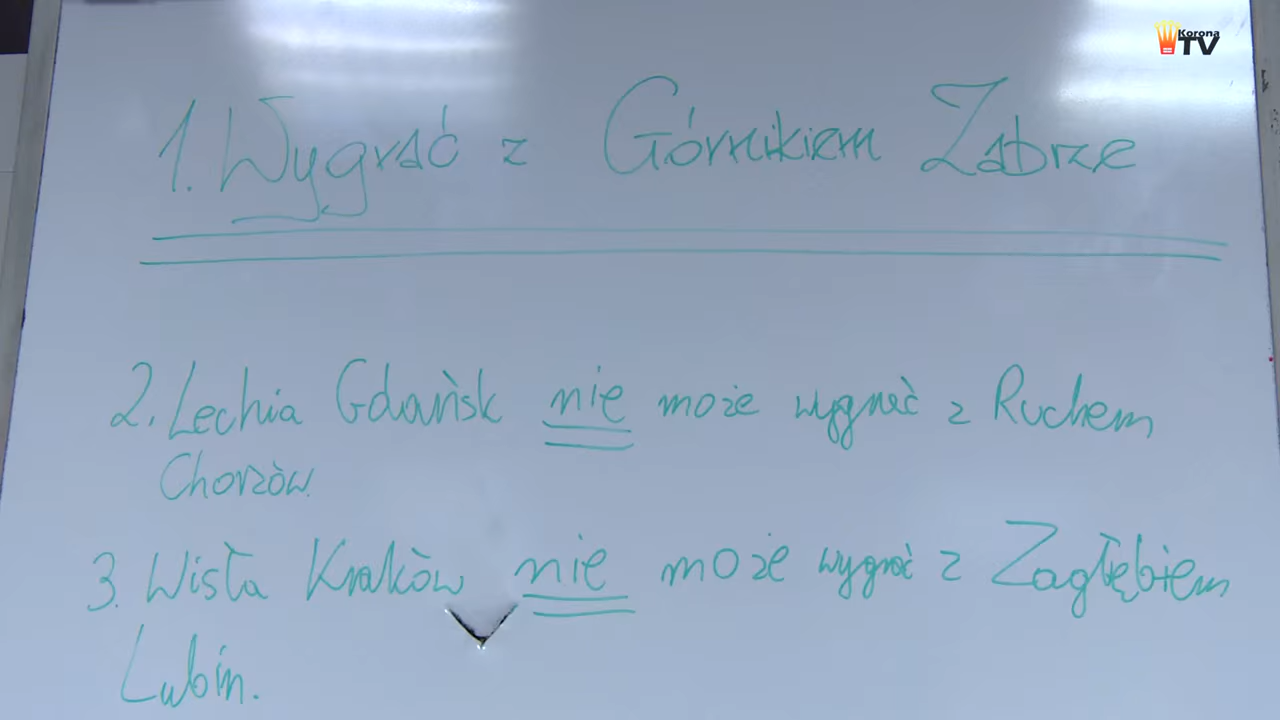 Korona
TV
1. Wygrać z Górnikiem Zabrze
2. Lechia Gdańsk nie może wygrać z Ruchem
Chorzów.
3. Wisła Kraków nie może wygrać z Zagłębiem
Lubin.